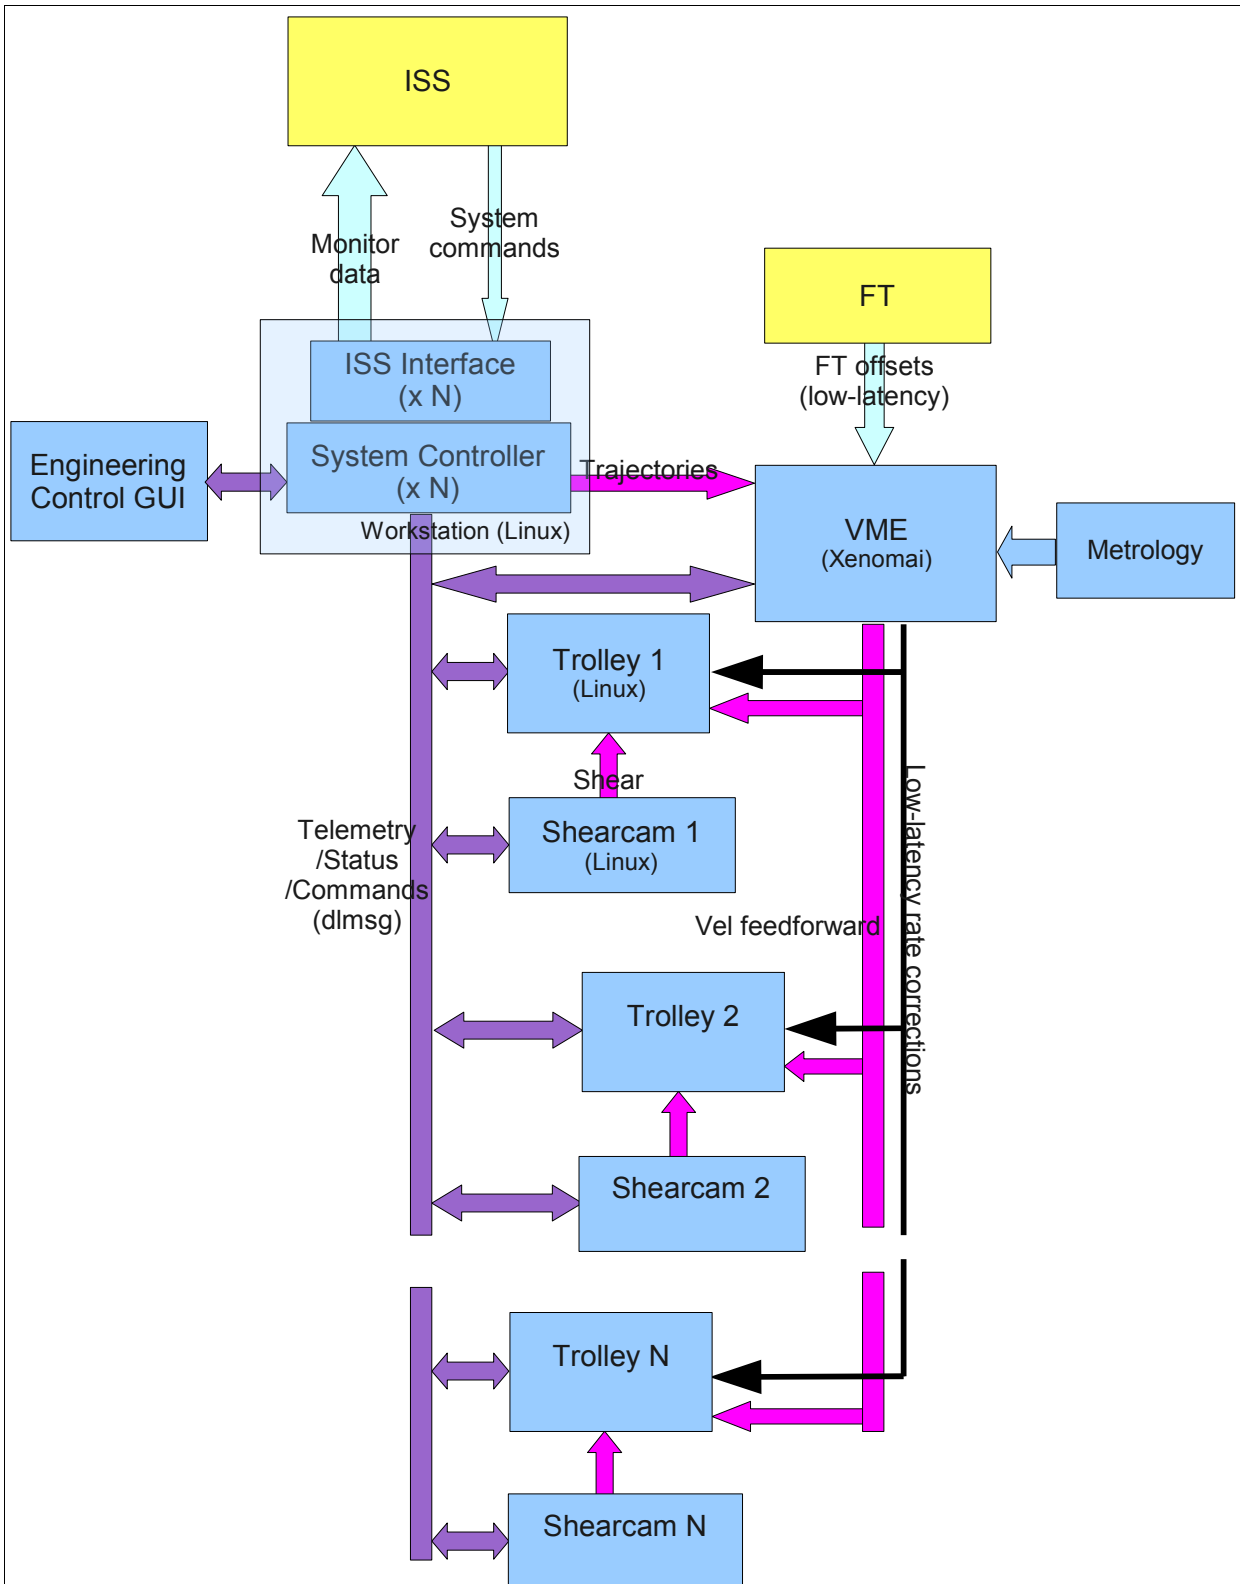 ISS
Monitor
data
System
commands
FT
FT offsets
(low-latency)
ISS Interface
(x N)
System Controller
(x N)
Workstation (Linux)
Engineering
Control GUI
Trajectories
VME
(Xenomai)
Metrology
Trolley 1
(Linux)
Shear
Shearcam 1
(Linux)
Telemetry
/Status
/Commands
(dlmsg)
Vel feedforward
Low-latency rate corrections
Trolley 2
Shearcam 2
Trolley N
Shearcam N